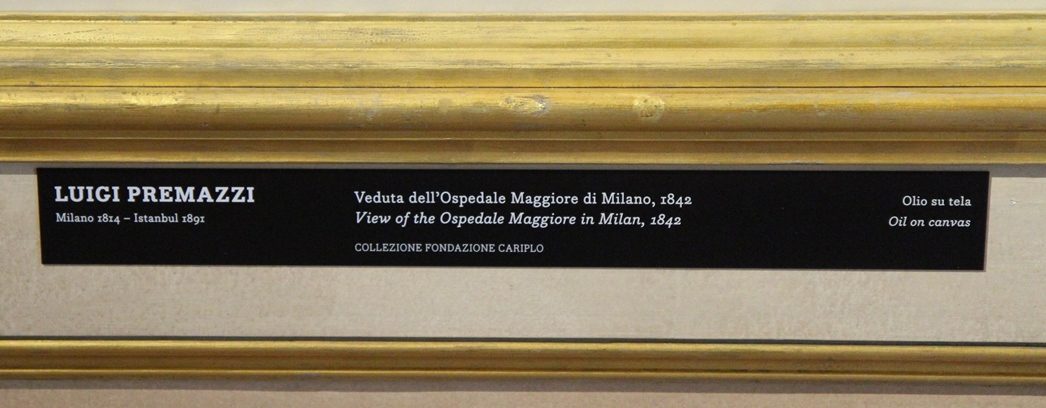 LUIGI PREMAZZI
Milano 1814 – Istanbul 1891
Veduta dell'Ospedale Maggiore di Milano, 1842
View of the Ospedale Maggiore in Milan, 1842
COLLEZIONE FONDAZIONE CARIPLO
Olio su tela
Oil on canvas